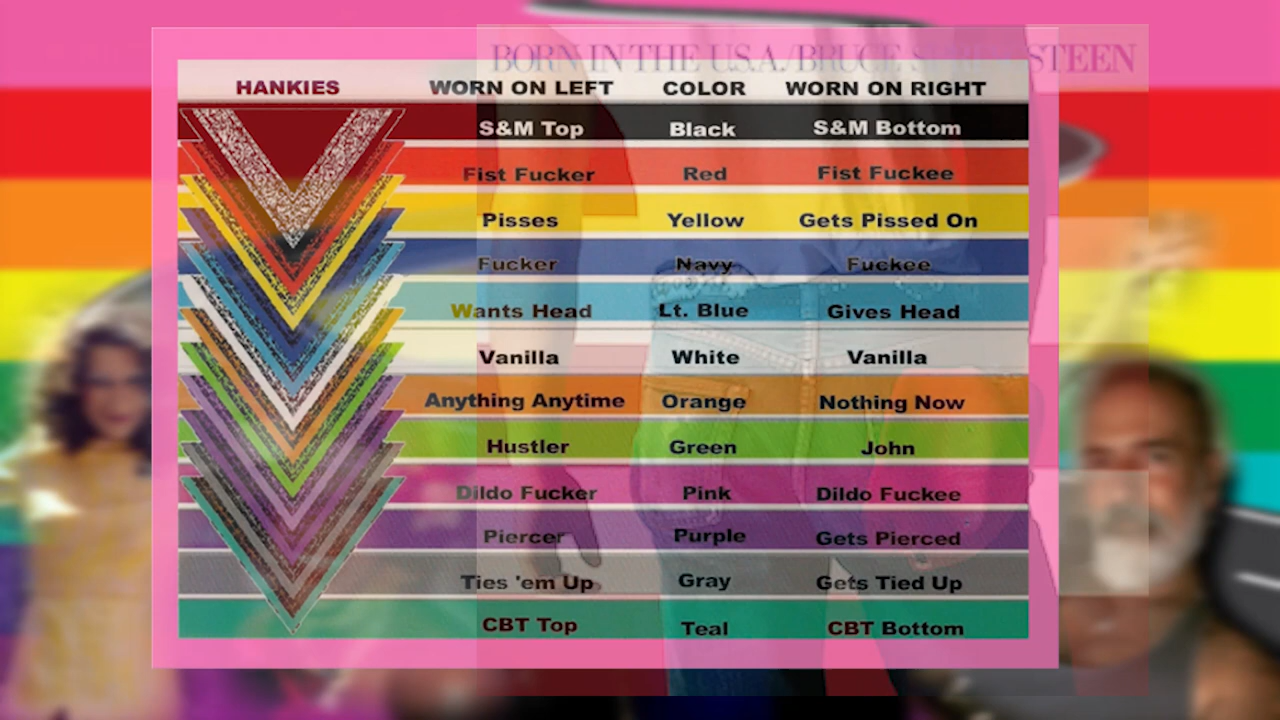 BORN IN THE U.S.A./BRUCE SPRINGSTEEN
HANKIES WORN ON LEFT COLOR WORN ON RIGHT
S&M Top Black S&M Bottom
Fist Fucker Red Fist Fuckee
Pisses Yellow Gets Pissed On
Fucker Navy Fuckee
Wants Head Lt. Blue Gives Head
Vanilla White Vanilla
Anything Anytime Orange Nothing Now
Hustler Green John
Dildo Fucker Pink Dildo Fuckee
Piercer Purple Gets Pierced
Ties 'em Up Gray Gets Tied Up
CBT Top Teal CBT Bottom